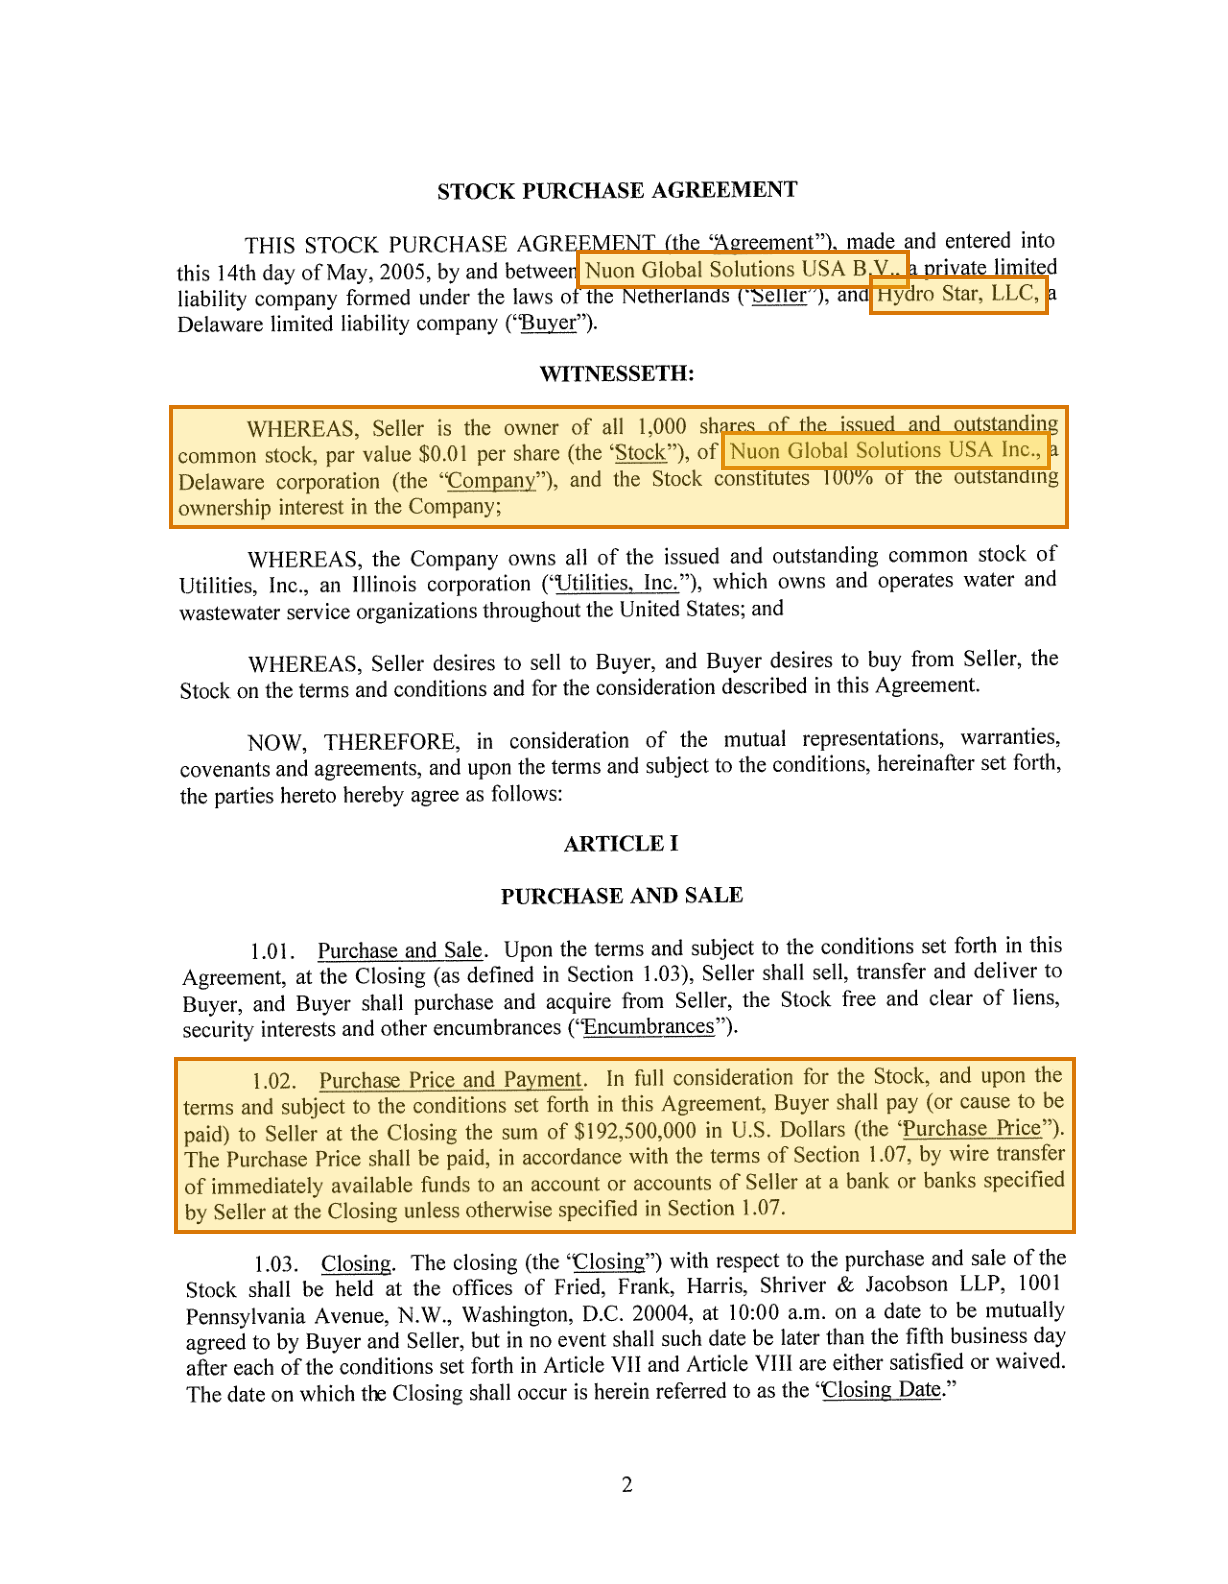 STOCK PURCHASE AGREEMENT
THIS STOCK PURCHASE AGREEMENT (the “Agreement”), made and entered into
this 14th day of May, 2005, by and between Nuon Global Solutions USA B.V., a private limited
liability company formed under the laws of the Netherlands (“Seller”), and Hydro Star, LLC, a
Delaware limited liability company (“Buyer”).
WITNESSETH:
WHEREAS, Seller is the owner of all 1,000 shares of the issued and outstanding
common stock, par value $0.01 per share (the “Stock”), of Nuon Global Solutions USA Inc., a
Delaware corporation (the “Company”), and the Stock constitutes 100% of the outstanding
ownership interest in the Company;
WHEREAS, the Company owns all of the issued and outstanding common stock of
Utilities, Inc., an Illinois corporation (“Utilities, Inc.”), which owns and operates water and
wastewater service organizations throughout the United States; and
WHEREAS, Seller desires to sell to Buyer, and Buyer desires to buy from Seller, the
Stock on the terms and conditions and for the consideration described in this Agreement.
NOW, THEREFORE, in consideration of the mutual representations, warranties,
covenants and agreements, and upon the terms and subject to the conditions, hereinafter set forth,
the parties hereto hereby agree as follows:
ARTICLE I
PURCHASE AND SALE
1.01. Purchase and Sale. Upon the terms and subject to the conditions set forth in this
Agreement, at the Closing (as defined in Section 1.03), Seller shall sell, transfer and deliver to
Buyer, and Buyer shall purchase and acquire from Seller, the Stock free and clear of liens,
security interests and other encumbrances (“Encumbrances”).
1.02. Purchase Price and Payment. In full consideration for the Stock, and upon the
terms and subject to the conditions set forth in this Agreement, Buyer shall pay (or cause to be
paid) to Seller at the Closing the sum of $192,500,000 in U.S. Dollars (the “Purchase Price”).
The Purchase Price shall be paid, in accordance with the terms of Section 1.07, by wire transfer
of immediately available funds to an account or accounts of Seller at a bank or banks specified
by Seller at the Closing unless otherwise specified in Section 1.07.
1.03. Closing. The closing (the “Closing”) with respect to the purchase and sale of the
Stock shall be held at the offices of Fried, Frank, Harris, Shriver & Jacobson LLP, 1001
Pennsylvania Avenue, N.W., Washington, D.C. 20004, at 10:00 a.m. on a date to be mutually
agreed to by Buyer and Seller, but in no event shall such date be later than the fifth business day
after each of the conditions set forth in Article VII and Article VIII are either satisfied or waived.
The date on which the Closing shall occur is herein referred to as the “Closing Date.”
2